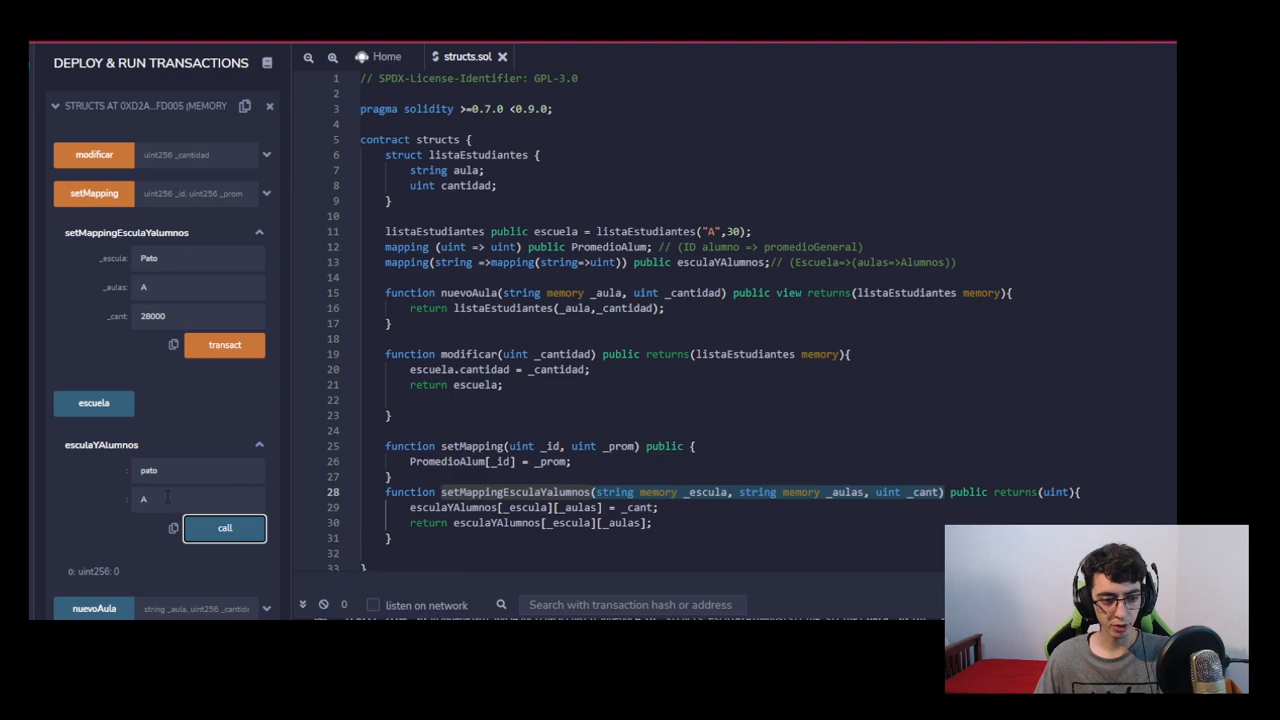 DEPLOY & RUN TRANSACTIONS
STRUCTS AT 0XD2A...FD005 (MEMORY
modificar uint256 _cantidad
setMapping uint256 _id, uint256 _prom
setMappingEsculaYalumnos
_escula: Pato
_aulas: A
_cant: 28000
transact
escuela
esculaYAlumnos
: pato
: A
call
0: uint256: 0
nuevoAula string _aula, uint256 _cantida
Home structs.sol
1 // SPDX-License-Identifier: GPL-3.0
2
3 pragma solidity >=0.7.0 <0.9.0;
4
5 contract structs {
6 struct listaEstudiantes {
7 string aula;
8 uint cantidad;
9 }
10
11 listaEstudiantes public escuela = listaEstudiantes("A",30);
12 mapping (uint => uint) public PromedioAlum; // (ID alumno => promedioGeneral)
13 mapping(string =>mapping(string=>uint)) public esculaYAlumnos;// (Escuela=>(aulas=>Alumnos))
14
15 function nuevoAula(string memory _aula, uint _cantidad) public view returns(listaEstudiantes memory){
16 return listaEstudiantes(_aula,_cantidad);
17 }
18
19 function modificar(uint _cantidad) public returns(listaEstudiantes memory){
20 escuela.cantidad = _cantidad;
21 return escuela;
22
23 }
24
25 function setMapping(uint _id, uint _prom) public {
26 PromedioAlum[_id] = _prom;
27 }
28 function setMappingEsculaYalumnos(string memory _escula, string memory _aulas, uint _cant) public returns(uint){
29 esculaYAlumnos[_escula][_aulas] = _cant;
30 return esculaYAlumnos[_escula][_aulas];
31 }
32
33 }
0 listen on network Search with transaction hash or address